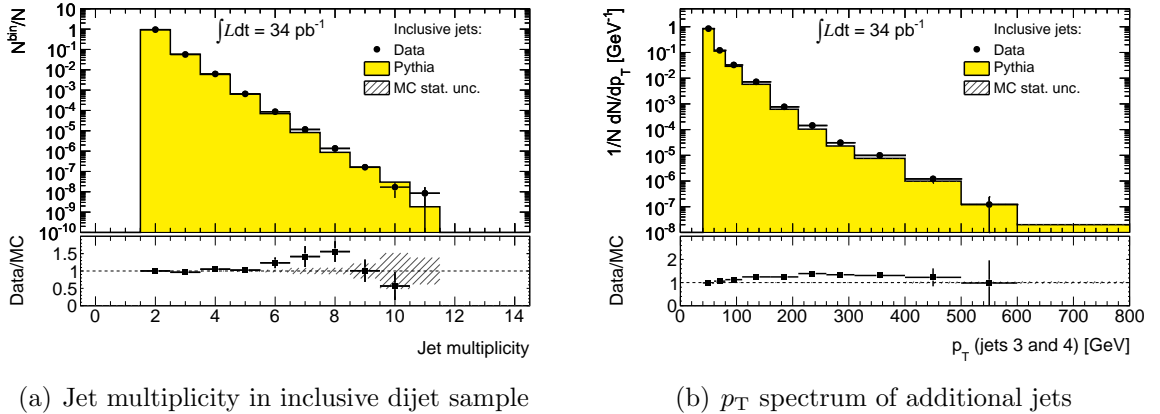 ∫Ldt = 34 pb⁻¹
Inclusive jets:
Data
Pythia
MC stat. unc.
Nᵇⁱⁿ/N
10
1
10⁻¹
10⁻²
10⁻³
10⁻⁴
10⁻⁵
10⁻⁶
10⁻⁷
10⁻⁸
10⁻⁹
10⁻¹⁰
Data/MC
1.5
1
0.5
0
0 2 4 6 8 10 12 14
Jet multiplicity
(a) Jet multiplicity in inclusive dijet sample
∫Ldt = 34 pb⁻¹
Inclusive jets:
Data
Pythia
MC stat. unc.
1/N dN/dp_T [GeV⁻¹]
10
1
10⁻¹
10⁻²
10⁻³
10⁻⁴
10⁻⁵
10⁻⁶
10⁻⁷
10⁻⁸
Data/MC
2
1
0
0 100 200 300 400 500 600 700 800
p_T (jets 3 and 4) [GeV]
(b) p_T spectrum of additional jets